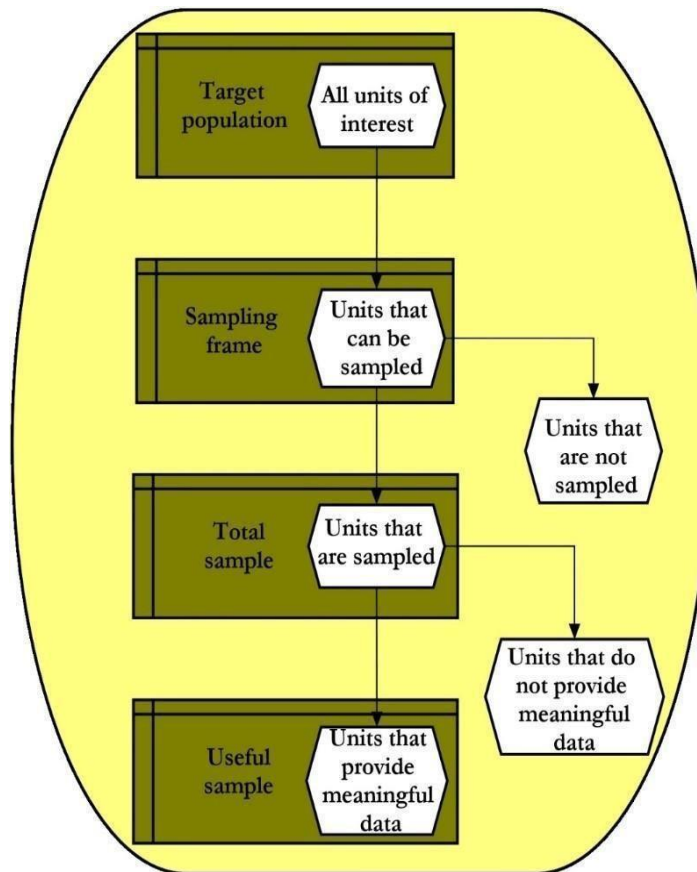 Target
population
All units of
interest
Sampling
frame
Units that
can be
sampled
Units that
are not
sampled
Total
sample
Units that
are sampled
Units that do
not provide
meaningful
data
Useful
sample
Units that
provide
meaningful
data